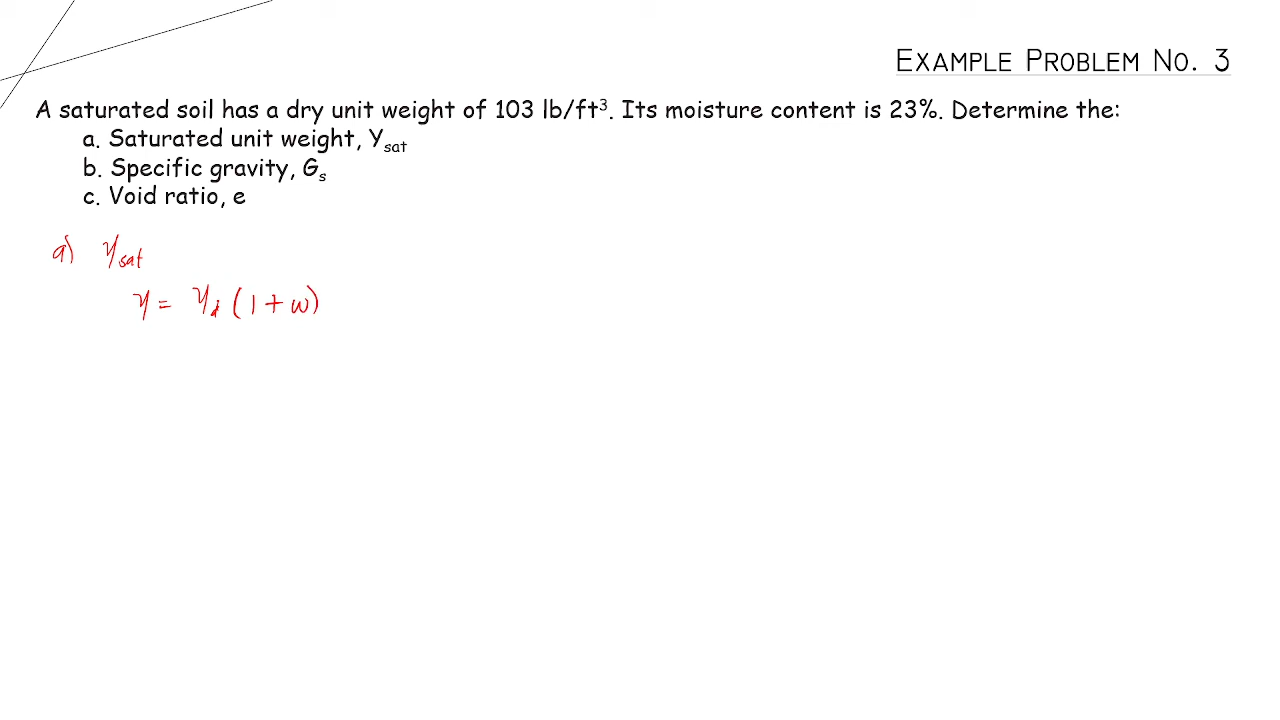 EXAMPLE PROBLEM NO. 3
A saturated soil has a dry unit weight of 103 lb/ft³. Its moisture content is 23%. Determine the:
a. Saturated unit weight, Υsat
b. Specific gravity, Gs
c. Void ratio, e
a) γsat
γ = γd (1 + w)